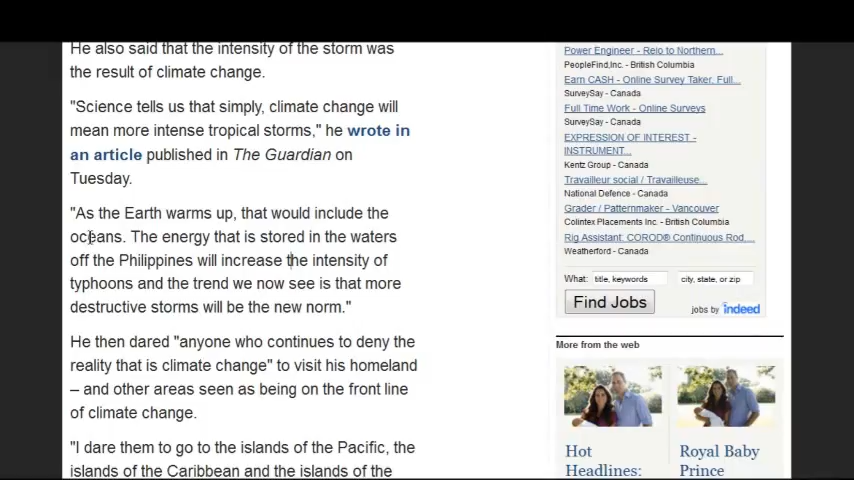 He also said that the intensity of the storm was
the result of climate change.
"Science tells us that simply, climate change will
mean more intense tropical storms," he wrote in
an article published in The Guardian on
Tuesday.
"As the Earth warms up, that would include the
oceans. The energy that is stored in the waters
off the Philippines will increase the intensity of
typhoons and the trend we now see is that more
destructive storms will be the new norm."
He then dared "anyone who continues to deny the
reality that is climate change" to visit his homeland
– and other areas seen as being on the front line
of climate change.
"I dare them to go to the islands of the Pacific, the
islands of the Caribbean and the islands of the
Power Engineer - Relo to Northern...
PeopleFind,Inc. - British Columbia
Earn CASH - Online Survey Taker, Full...
SurveySay - Canada
Full Time Work - Online Surveys
SurveySay - Canada
EXPRESSION OF INTEREST -
INSTRUMENT...
Kentz Group - Canada
Travailleur social / Travailleuse...
National Defence - Canada
Grader / Patternmaker - Vancouver
Colintex Placements Inc. - British Columbia
Rig Assistant: COROD® Continuous Rod,...
Weatherford - Canada
What: title, keywords city, state, or zip
Find Jobs jobs by indeed
More from the web
Hot
Headlines:
Royal Baby
Prince